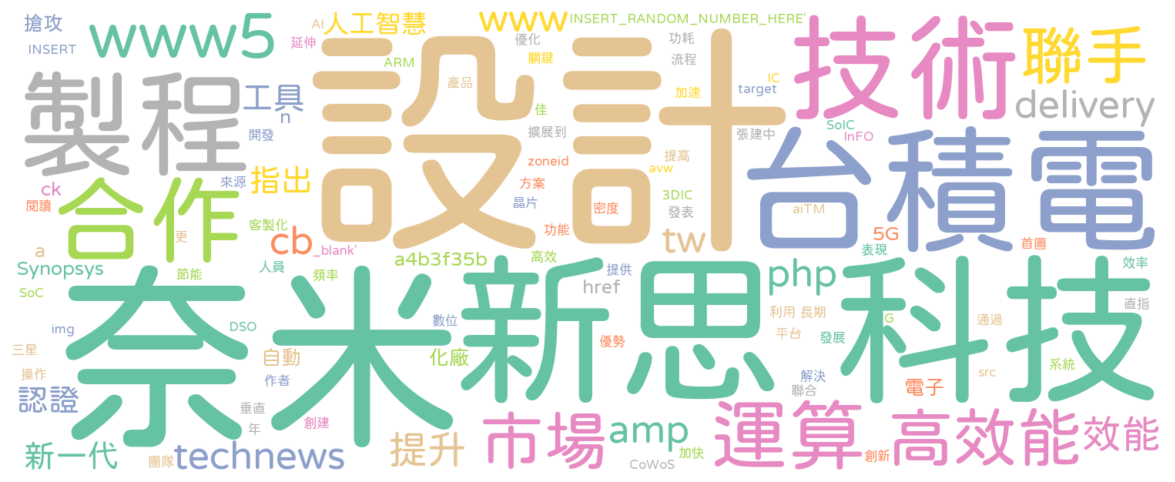 搶攻
www5
延伸
AI
人工智慧
優化
www
INSERT_RANDOM_NUMBER_HERE'
技術
聯手
INSERT
ARM
關鍵
功耗
流程
設計
產品
IC
製程
工具
n
加速
target
delivery
佳
擴展到
張建中
SoIC
InFO
開發
zoneid
提高
avw
台積電
合作
指出
來源
ck
閱讀
方案
晶片
密度
3DIC
發表
aiTM
客製化
功能
更
cb
_blank'
tw
5G
首圖
表現
a
Synopsys
節能
人員
頻率
a4b3f35b
高效
提供
href
php
效率
SoC
奈米
新思
科技
直指
img
DSO
數位
利用
長期
G
通過
平台
發展
優勢
三星
操作
自動
化廠
系統
src
作者
解決
聯合
電子
認證
垂直
年
創建
市場
amp
運算
高效能
效能
新一代
團隊
technews
提升
CoWoS
加快
創新